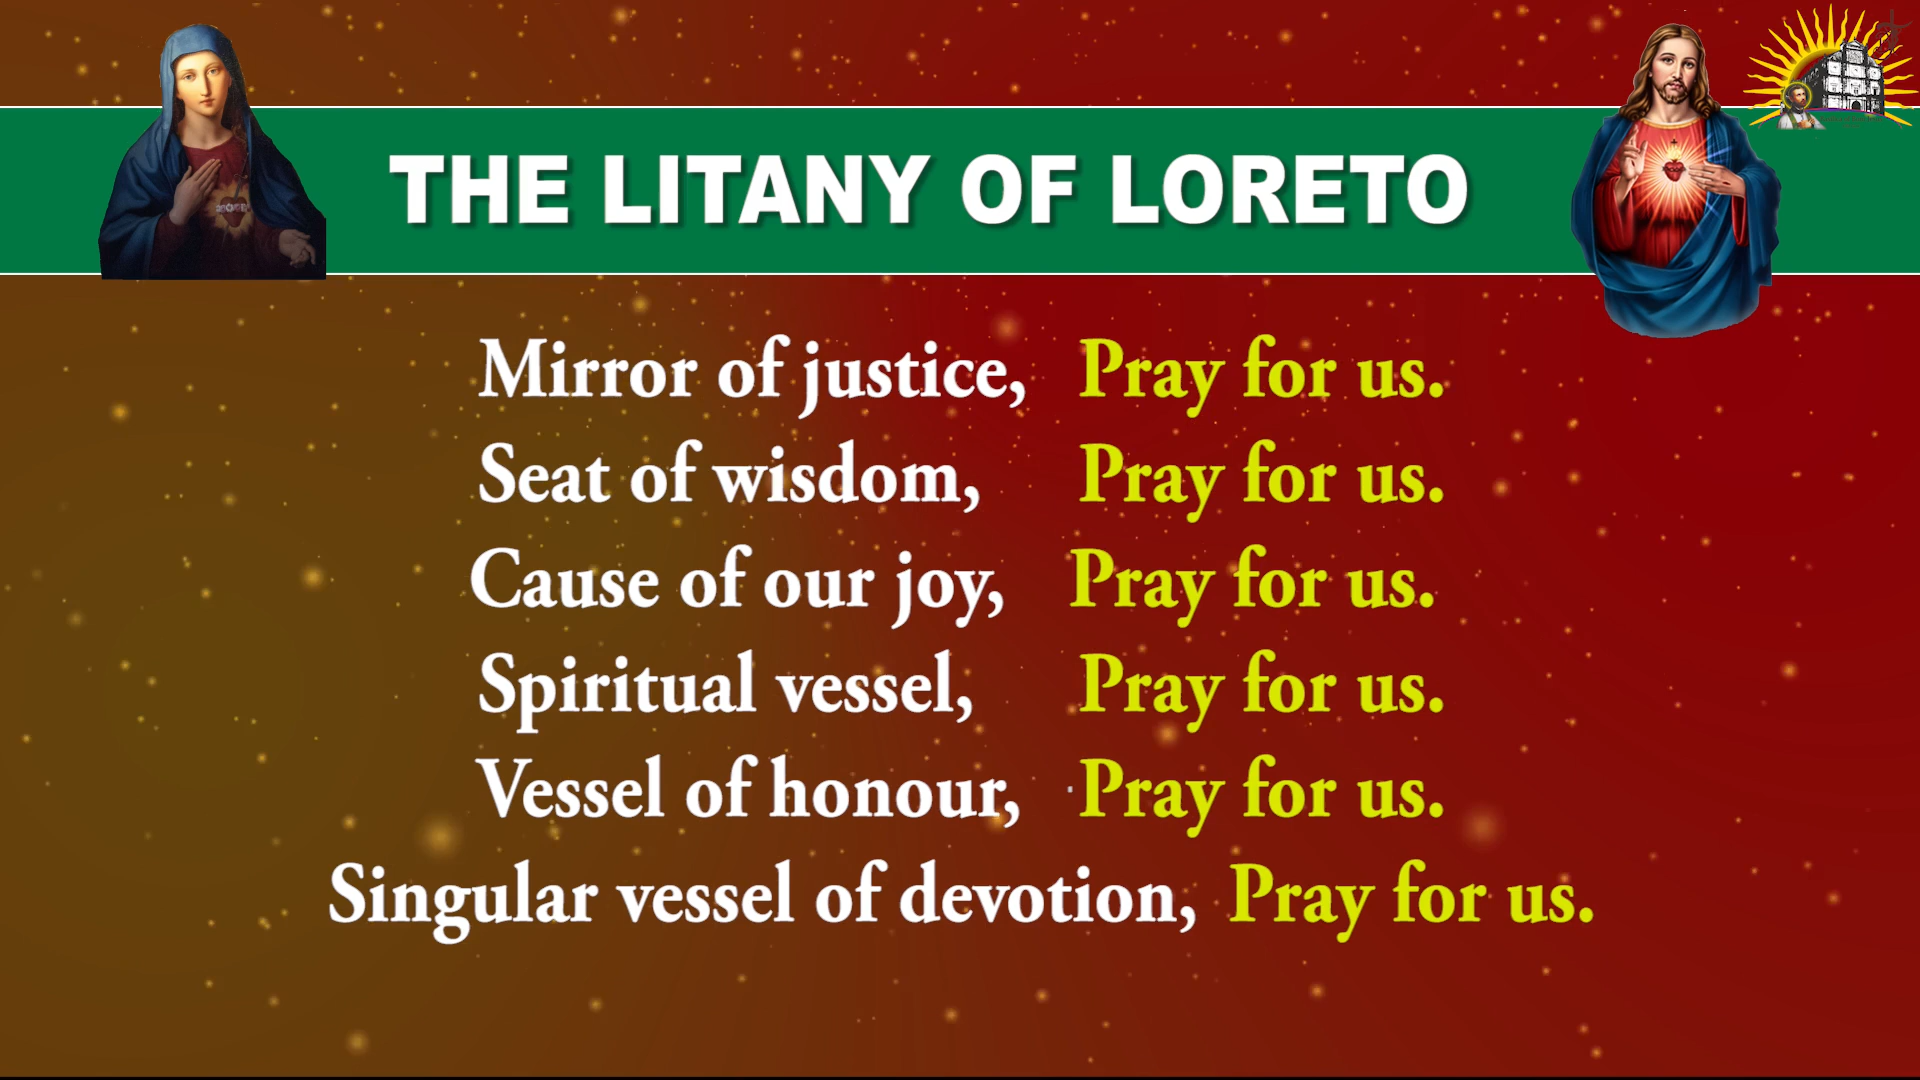 THE LITANY OF LORETO
Mirror of justice, Pray for us.
Seat of wisdom, Pray for us.
Cause of our joy, Pray for us.
Spiritual vessel, Pray for us.
Vessel of honour, Pray for us.
Singular vessel of devotion, Pray for us.